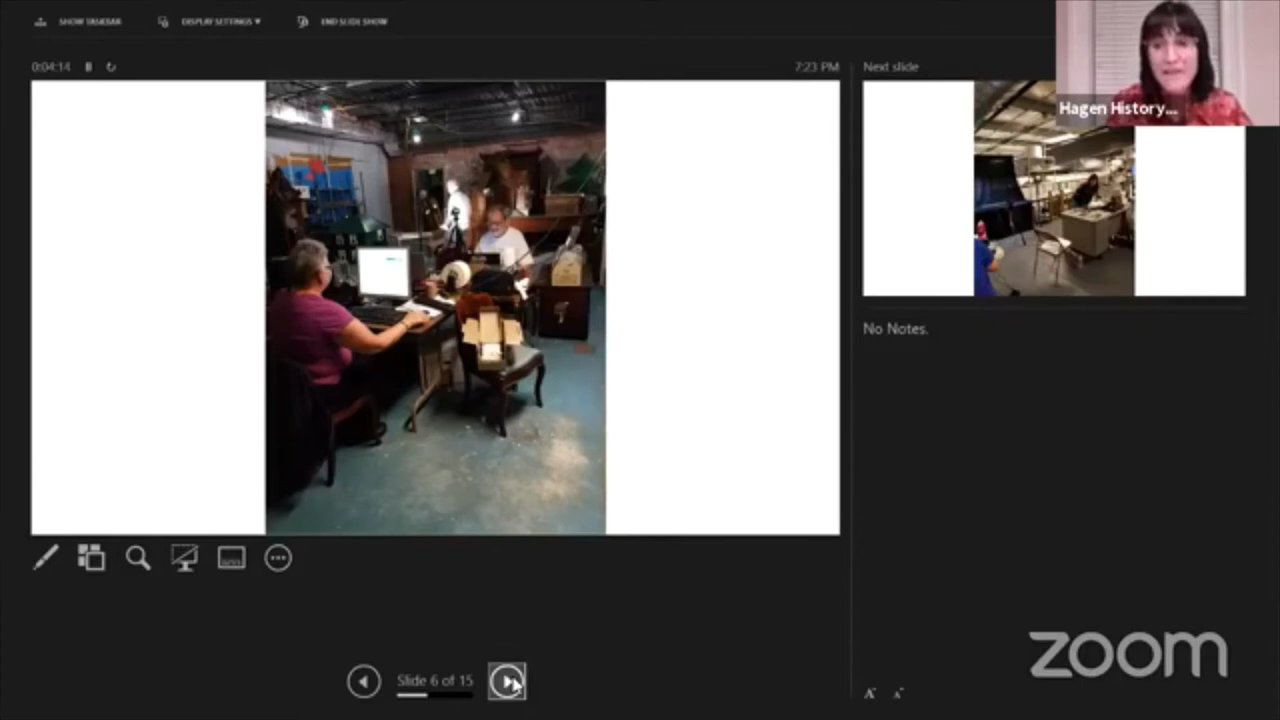 SHOW TASKBAR
DISPLAY SETTINGS ▼
END SLIDE SHOW
0:04:14
7:23 PM
Next slide
Hagen History...
No Notes.
Slide 6 of 15
zoom
A
A